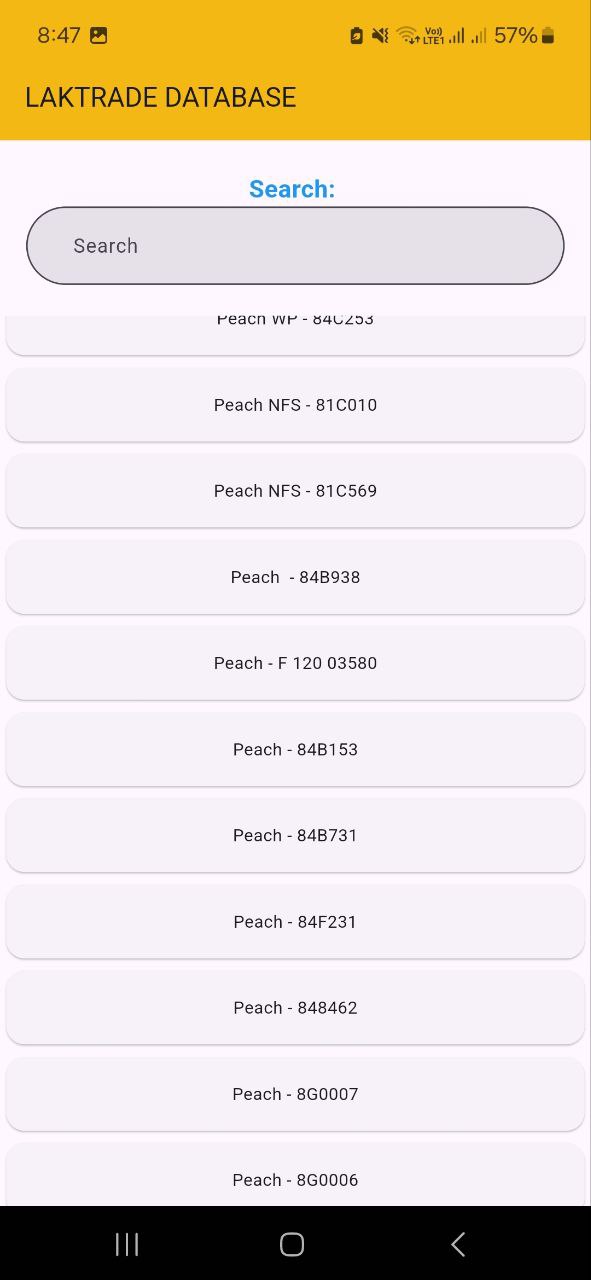 8:47
Vo))
LTE1
57%
LAKTRADE DATABASE
Search:
Search
Peach WP - 84C253
Peach NFS - 81C010
Peach NFS - 81C569
Peach  - 84B938
Peach - F 120 03580
Peach - 84B153
Peach - 84B731
Peach - 84F231
Peach - 848462
Peach - 8G0007
Peach - 8G0006